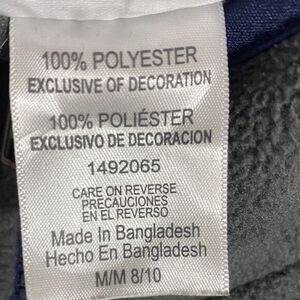 100% POLYESTER
EXCLUSIVE OF DECORATION
100% POLIÉSTER
EXCLUSIVO DE DECORACION
1492065
CARE ON REVERSE
PRECAUCIONES
EN EL REVERSO
Made In Bangladesh
Hecho En Bangladesh
M/M 8/10